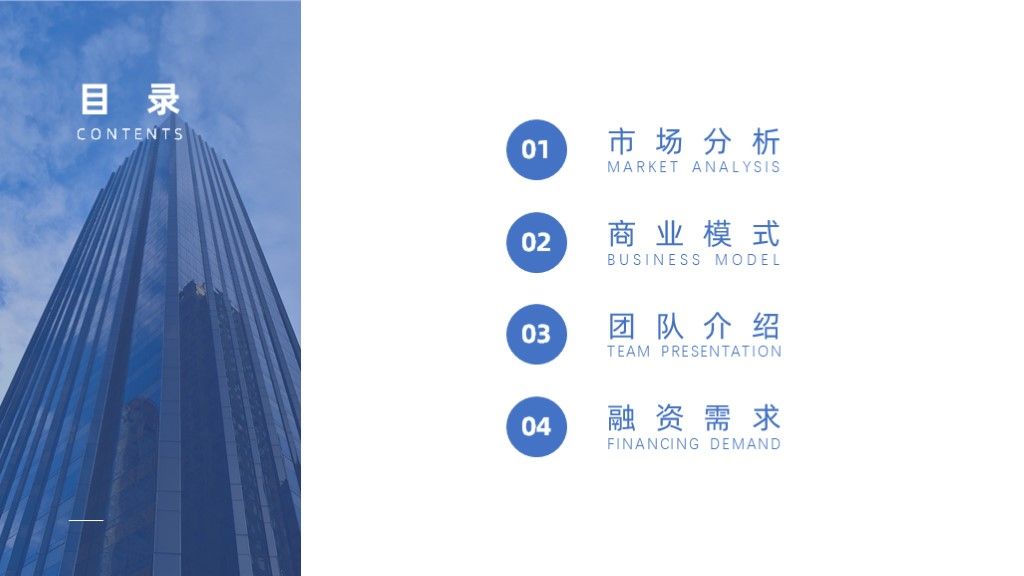 目录
CONTENTS
01
市场分析
MARKET ANALYSIS
02
商业模式
BUSINESS MODEL
03
团队介绍
TEAM PRESENTATION
04
融资需求
FINANCING DEMAND